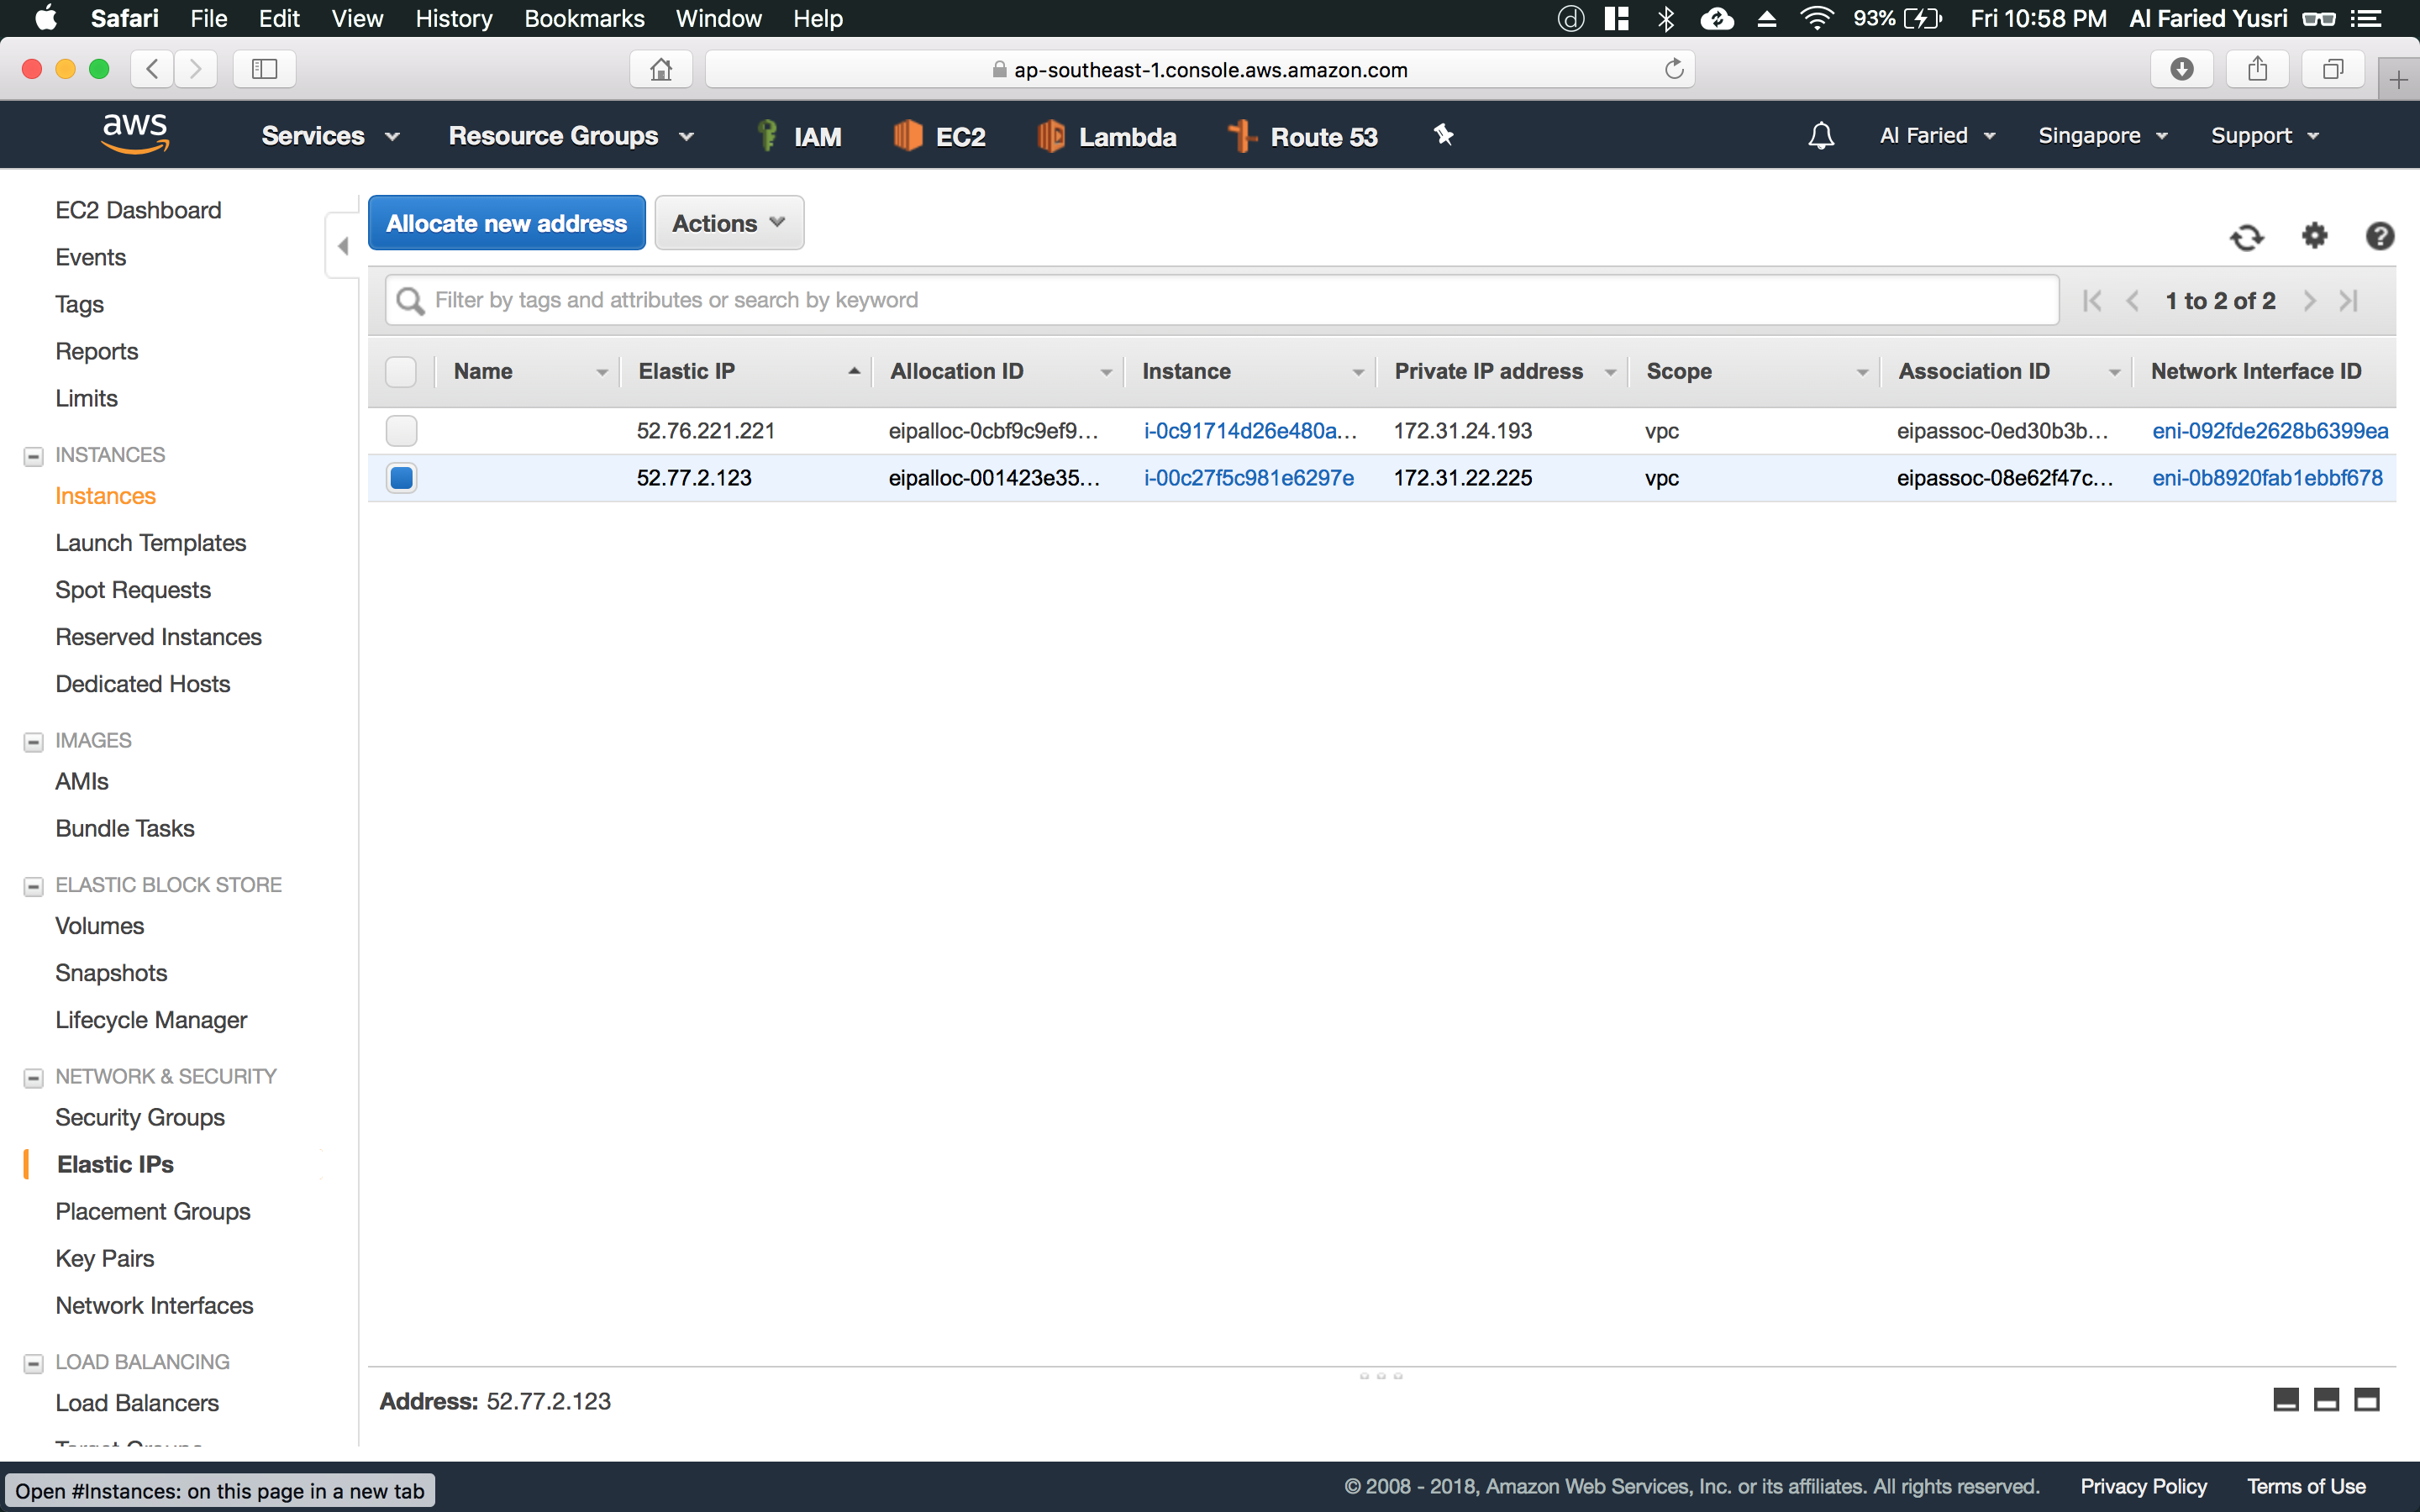 Safari File Edit View History Bookmarks Window Help 93% Fri 10:58 PM Al Faried Yusri
ap-southeast-1.console.aws.amazon.com
aws Services Resource Groups IAM EC2 Lambda Route 53 Al Faried Singapore Support
EC2 Dashboard
Events
Tags
Reports
Limits
INSTANCES
Instances
Launch Templates
Spot Requests
Reserved Instances
Dedicated Hosts
IMAGES
AMIs
Bundle Tasks
ELASTIC BLOCK STORE
Volumes
Snapshots
Lifecycle Manager
NETWORK & SECURITY
Security Groups
Elastic IPs
Placement Groups
Key Pairs
Network Interfaces
LOAD BALANCING
Load Balancers
Allocate new address Actions
Filter by tags and attributes or search by keyword 1 to 2 of 2
Name Elastic IP Allocation ID Instance Private IP address Scope Association ID Network Interface ID
52.76.221.221 eipalloc-0cbf9c9ef9... i-0c91714d26e480a... 172.31.24.193 vpc eipassoc-0ed30b3b... eni-092fde2628b6399ea
52.77.2.123 eipalloc-001423e35... i-00c27f5c981e6297e 172.31.22.225 vpc eipassoc-08e62f47c... eni-0b8920fab1ebbf678
Address: 52.77.2.123
Open #Instances: on this page in a new tab
© 2008 - 2018, Amazon Web Services, Inc. or its affiliates. All rights reserved. Privacy Policy Terms of Use